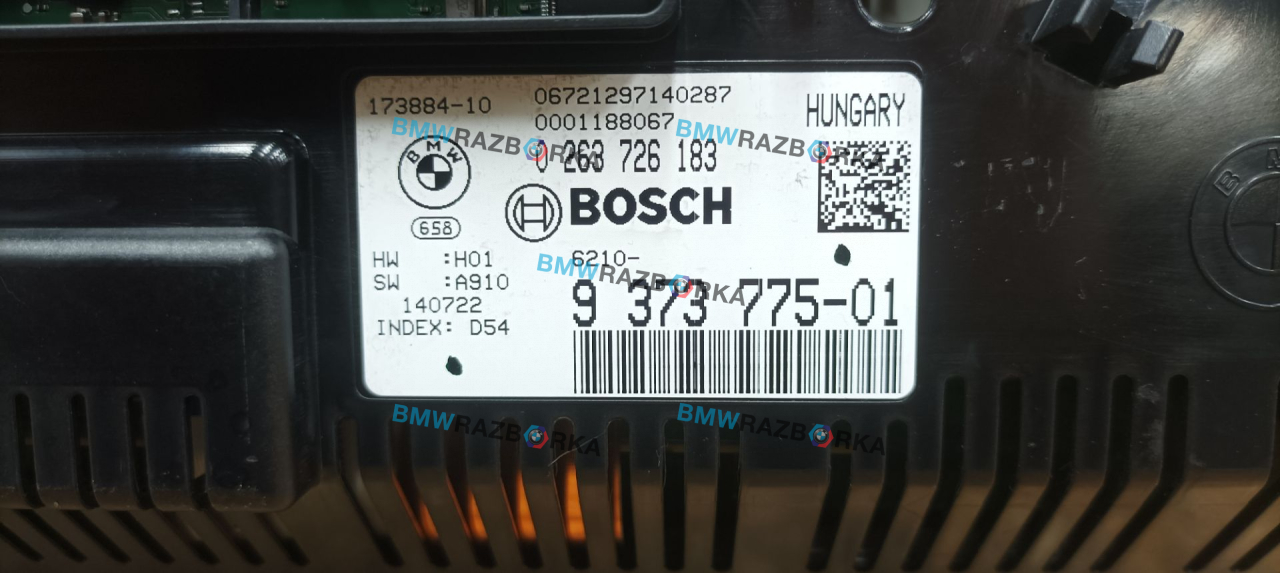 173884-10
06721297140287
0001188067
HUNGARY
0 263 726 183
BMW
658
BOSCH
HW :H01
SW :A910
140722
INDEX: D54
6210-
9 373 775-01
BMWRAZBORKA
BMWRAZBORKA
BMWRAZBORKA
BMWRAZBORKA
BMWRAZBORKA